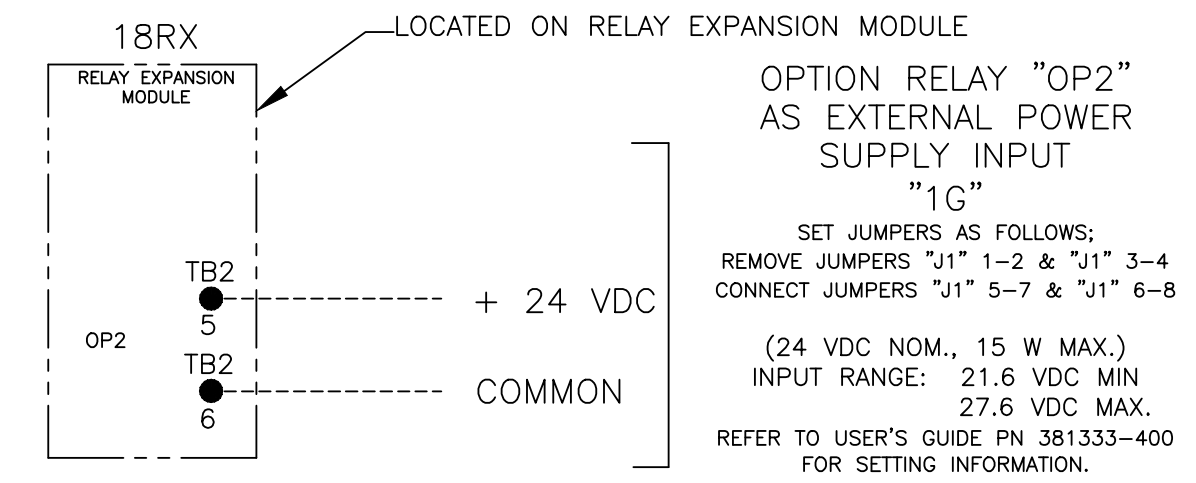 18RX
LOCATED ON RELAY EXPANSION MODULE
RELAY EXPANSION
MODULE
TB2
5
OP2
TB2
6
+ 24 VDC
COMMON
OPTION RELAY "OP2"
AS EXTERNAL POWER
SUPPLY INPUT
"1G"
SET JUMPERS AS FOLLOWS;
REMOVE JUMPERS "J1" 1-2 & "J1" 3-4
CONNECT JUMPERS "J1" 5-7 & "J1" 6-8
(24 VDC NOM., 15 W MAX.)
INPUT RANGE: 21.6 VDC MIN
27.6 VDC MAX.
REFER TO USER'S GUIDE PN 381333-400
FOR SETTING INFORMATION.